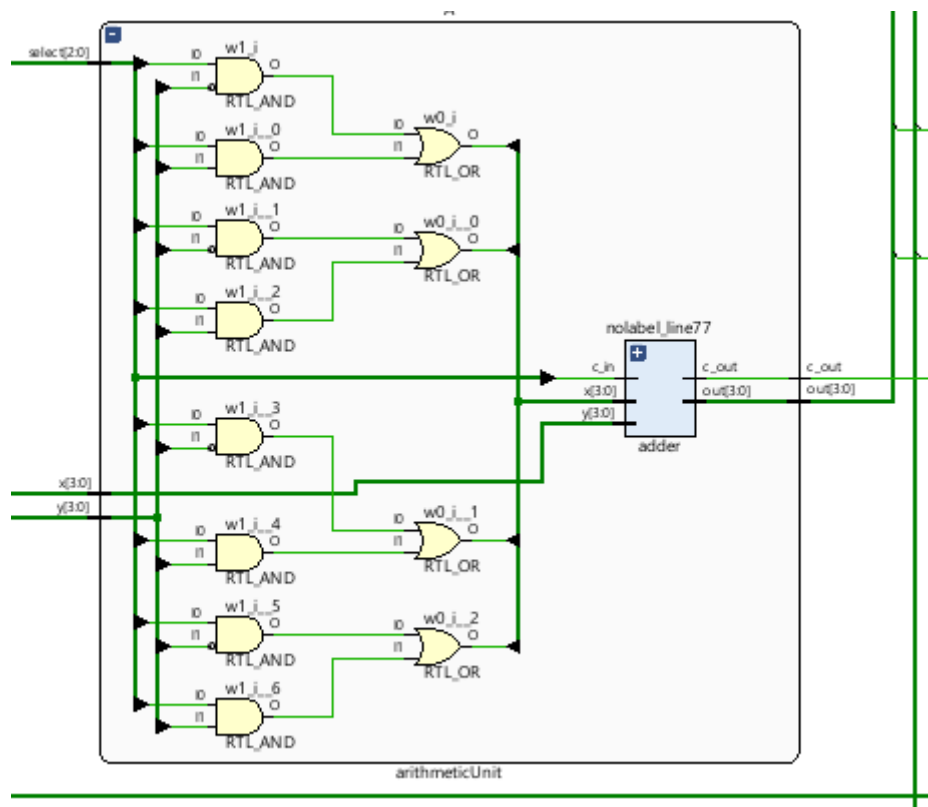 select[2:0]
w1_i
I0
I1
O
RTL_AND
w1_i__0
I0
I1
O
RTL_AND
w0_i
I0
I1
O
RTL_OR
w1_i__1
I0
I1
O
RTL_AND
w0_i__0
I0
I1
O
RTL_OR
w1_i__2
I0
I1
O
RTL_AND
nolabel_line77
c_in
x[3:0]
y[3:0]
c_out
out[3:0]
adder
c_out
out[3:0]
w1_i__3
I0
I1
O
RTL_AND
x[3:0]
y[3:0]
w1_i__4
I0
I1
O
RTL_AND
w0_i__1
I0
I1
O
RTL_OR
w1_i__5
I0
I1
O
RTL_AND
w0_i__2
I0
I1
O
RTL_OR
w1_i__6
I0
I1
O
RTL_AND
arithmeticUnit